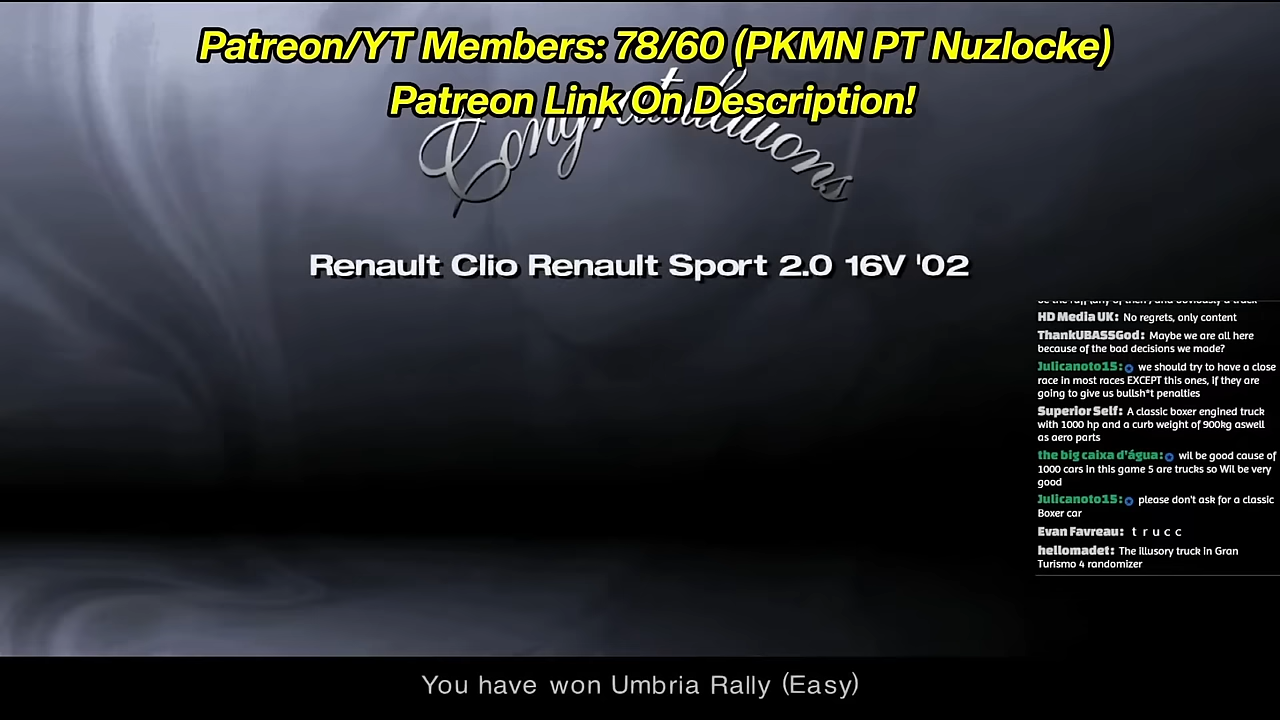 Patreon/YT Members: 78/60 (PKMN PT Nuzlocke)
Patreon Link On Description!
Congratulations
Renault Clio Renault Sport 2.0 16V '02
HD Media UK: No regrets, only content
ThankUBASSGod: Maybe we are all here
because of the bad decisions we made?
Julicanoto15: we should try to have a close
race in most races EXCEPT this ones, if they are
going to give us bullsh*t penalties
Superior Self: A classic boxer engined truck
with 1000 hp and a curb weight of 900kg aswell
as aero parts
the big caixa d'água: wil be good cause of
1000 cars in this game 5 are trucks so Wil be very
good
Julicanoto15: please don't ask for a classic
Boxer car
Evan Favreau: t r u c c
hellomadet: The illusory truck in Gran
Turismo 4 randomizer
You have won Umbria Rally (Easy)